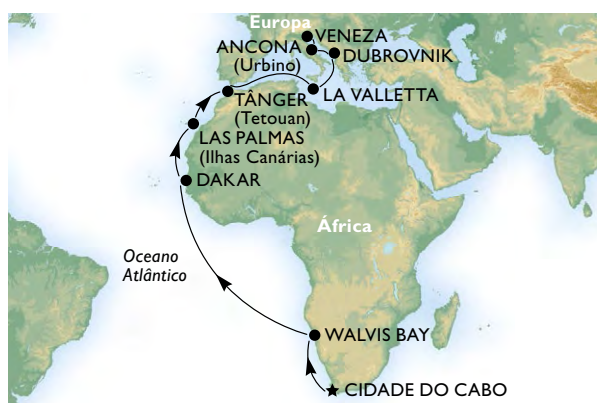 Europa
VENEZA
ANCONA
(Urbino)
DUBROVNIK
LA VALLETTA
TÂNGER
(Tetouan)
LAS PALMAS
(Ilhas Canárias)
DAKAR
África
Oceano
Atlântico
WALVIS BAY
CIDADE DO CABO